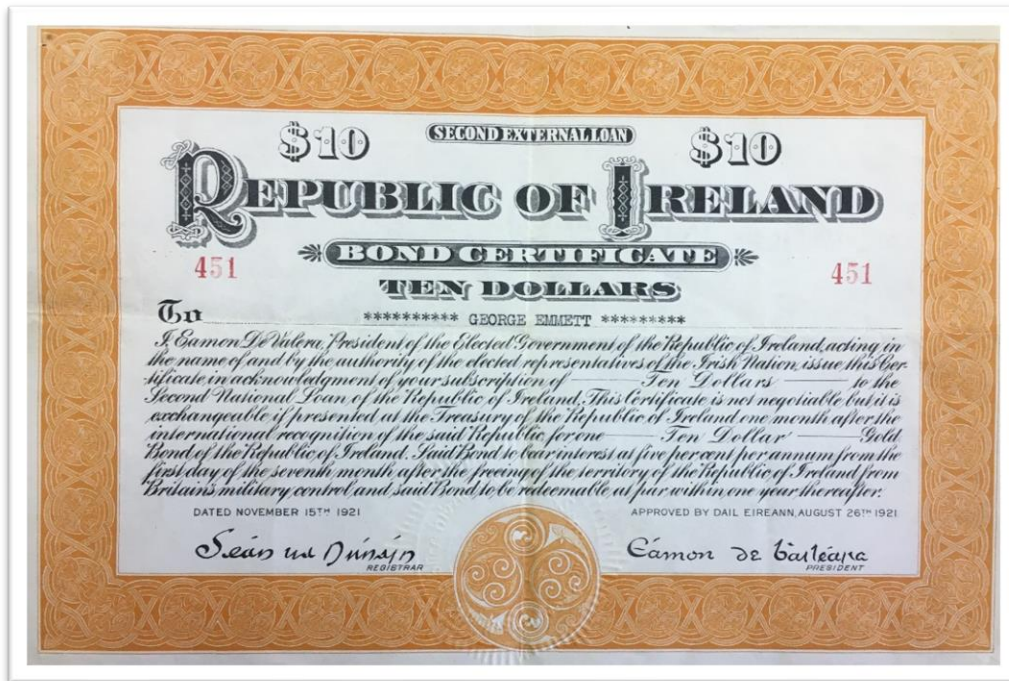 $10 SECOND EXTERNAL LOAN $10
REPUBLIC OF IRELAND
451 BOND CERTIFICATE 451
TEN DOLLARS
To ********** GEORGE EMMETT *********
I, Eamon De Valera, President of the Elected Government of the Republic of Ireland, acting in
the name of and by the authority of the elected representatives of the Irish Nation, issue this Cer-
tificate in acknowledgment of your subscription of Ten Dollars to the
Second National Loan of the Republic of Ireland. This Certificate is not negotiable but it is
exchangeable if presented at the Treasury of the Republic of Ireland one month after the
international recognition of the said Republic for one Ten Dollar Gold
Bond of the Republic of Ireland. Said Bond to bear interest at five per cent per annum from the
first day of the seventh month after the freeing of the territory of the Republic of Ireland from
Britain's military control, and said Bond to be redeemable at par within one year thereafter.
DATED NOVEMBER 15TH 1921 APPROVED BY DAIL EIREANN, AUGUST 26TH 1921
Seán ua Nunáin Éamon de
REGISTRAR PRESIDENT